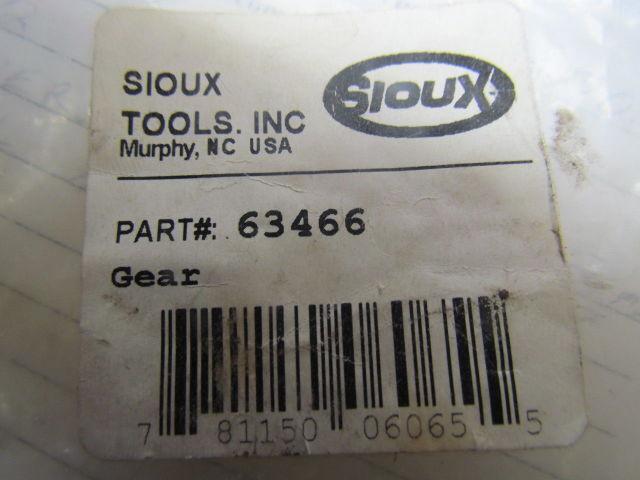 SIOUX
TOOLS. INC
Murphy, NC USA
SIOUX
PART#: 63466
Gear
7 81150 06065 5